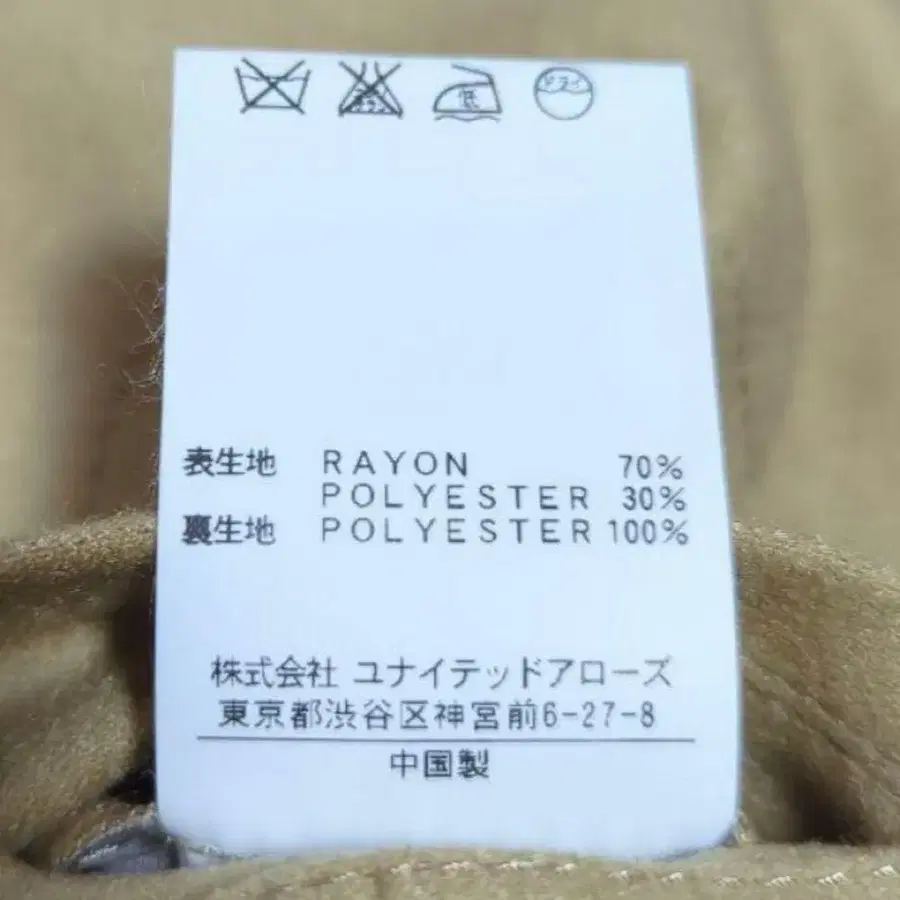 低 ドライ
表生地 RAYON 70%
POLYESTER 30%
裏生地 POLYESTER 100%
株式会社 ユナイテッドアローズ
東京都渋谷区神宮前6-27-8
中国製